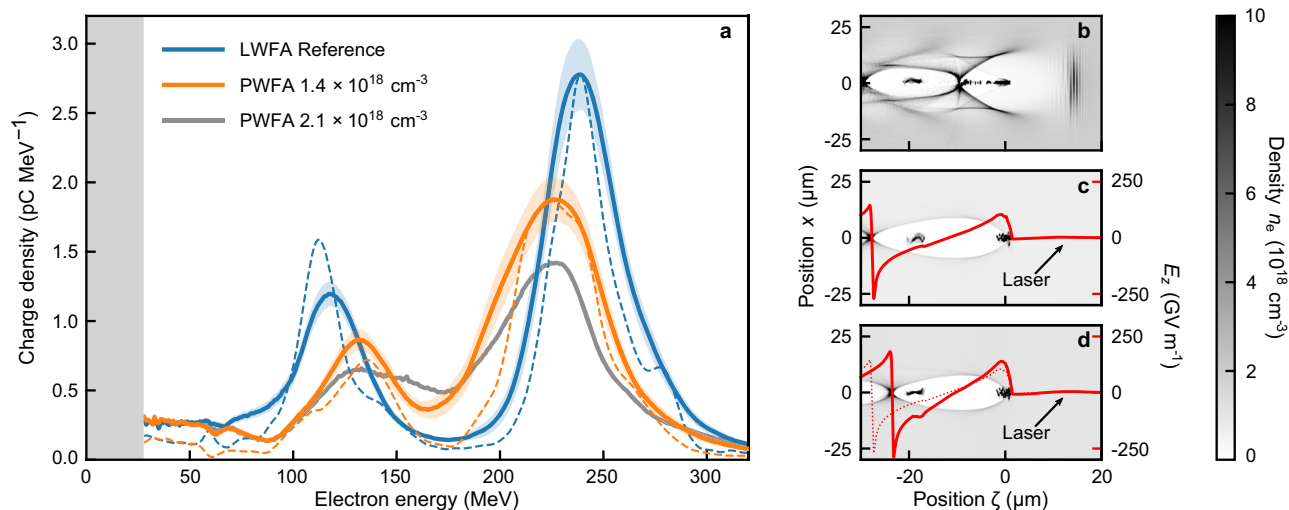 a
LWFA Reference
PWFA 1.4 × 10¹⁸ cm⁻³
PWFA 2.1 × 10¹⁸ cm⁻³
3.0
2.5
2.0
1.5
1.0
0.5
0.0
Charge density (pC MeV⁻¹)
0 50 100 150 200 250 300
Electron energy (MeV)
b
25
0
-25
c
25
0
-25
250
0
-250
Laser
d
25
0
-25
250
0
-250
Laser
Position x (μm)
E_z (GV m⁻¹)
-20 0 20
Position ζ (μm)
10
8
6
4
2
0
Density nₑ (10¹⁸ cm⁻³)